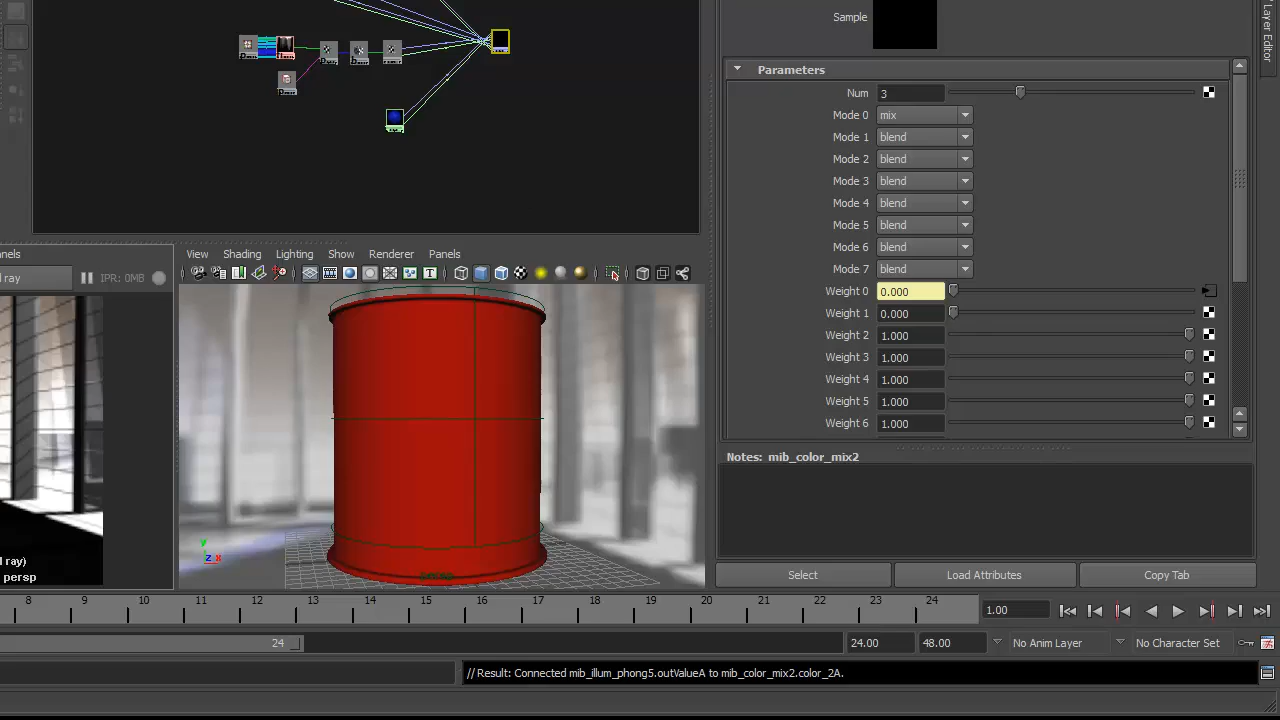 Sample
Layer Editor
Parameters
Num 3
Mode 0 mix
Mode 1 blend
Mode 2 blend
Mode 3 blend
Mode 4 blend
Mode 5 blend
Mode 6 blend
Mode 7 blend
Weight 0 0.000
Weight 1 0.000
Weight 2 1.000
Weight 3 1.000
Weight 4 1.000
Weight 5 1.000
Weight 6 1.000
Notes: mib_color_mix2
Select Load Attributes Copy Tab
nels
View Shading Lighting Show Renderer Panels
ray IPR: 0MB
T
y
z x
l ray)
persp
persp
8 9 10 11 12 13 14 15 16 17 18 19 20 21 22 23 24
1.00
24
24.00 48.00 No Anim Layer No Character Set
// Result: Connected mib_illum_phong5.outValueA to mib_color_mix2.color_2A.